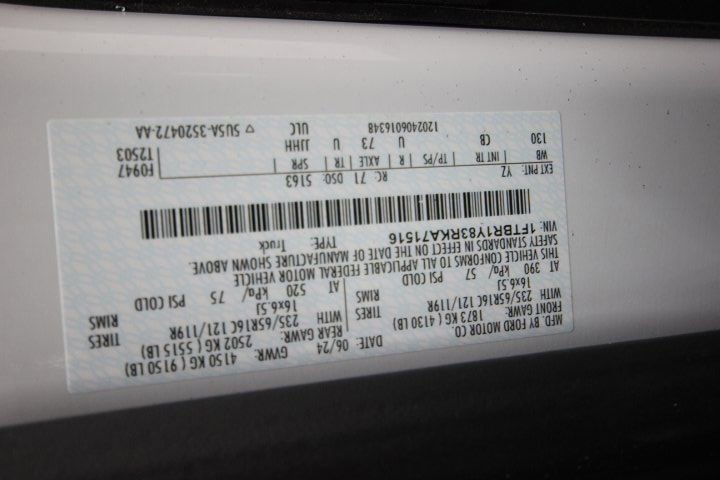 MFD. BY FORD MOTOR CO.
DATE: 06/24 GVWR: 4150 KG ( 9150 LB)
FRONT GAWR: REAR GAWR:
1873 KG ( 4130 LB) 2502 KG ( 5515 LB)
WITH 235/65R16C 121/119R TIRES WITH 235/65R16C 121/119R TIRES
16x6.5J RIMS 16x6.5J RIMS
AT 390 kPa/ 57 PSI COLD AT 520 kPa/ 75 PSI COLD
THIS VEHICLE CONFORMS TO ALL APPLICABLE FEDERAL MOTOR VEHICLE
SAFETY STANDARDS IN EFFECT ON THE DATE OF MANUFACTURE SHOWN ABOVE.
VIN: 1FTBR1Y83RKA71516
TYPE: Truck
EXT PNT: YZ RC: 71 DSO: 5163 F0947
WB | INT TR | TP/PS | R | AXLE | TR | SPR T2503
130 CB U 73 U JJHH
1202406016348 ULC ▽ 5U5A-3520472-AA